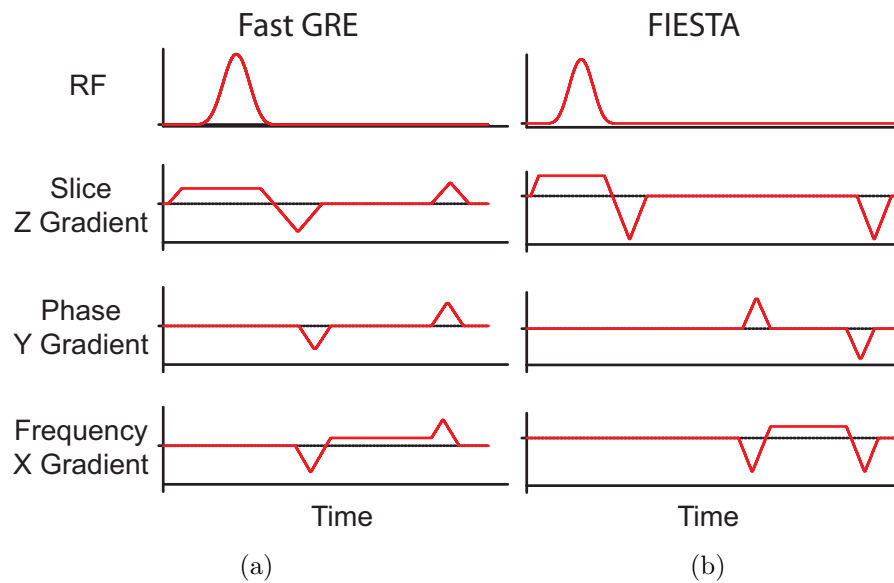 Fast GRE
FIESTA
RF
Slice
Z Gradient
Phase
Y Gradient
Frequency
X Gradient
Time
Time
(a)
(b)